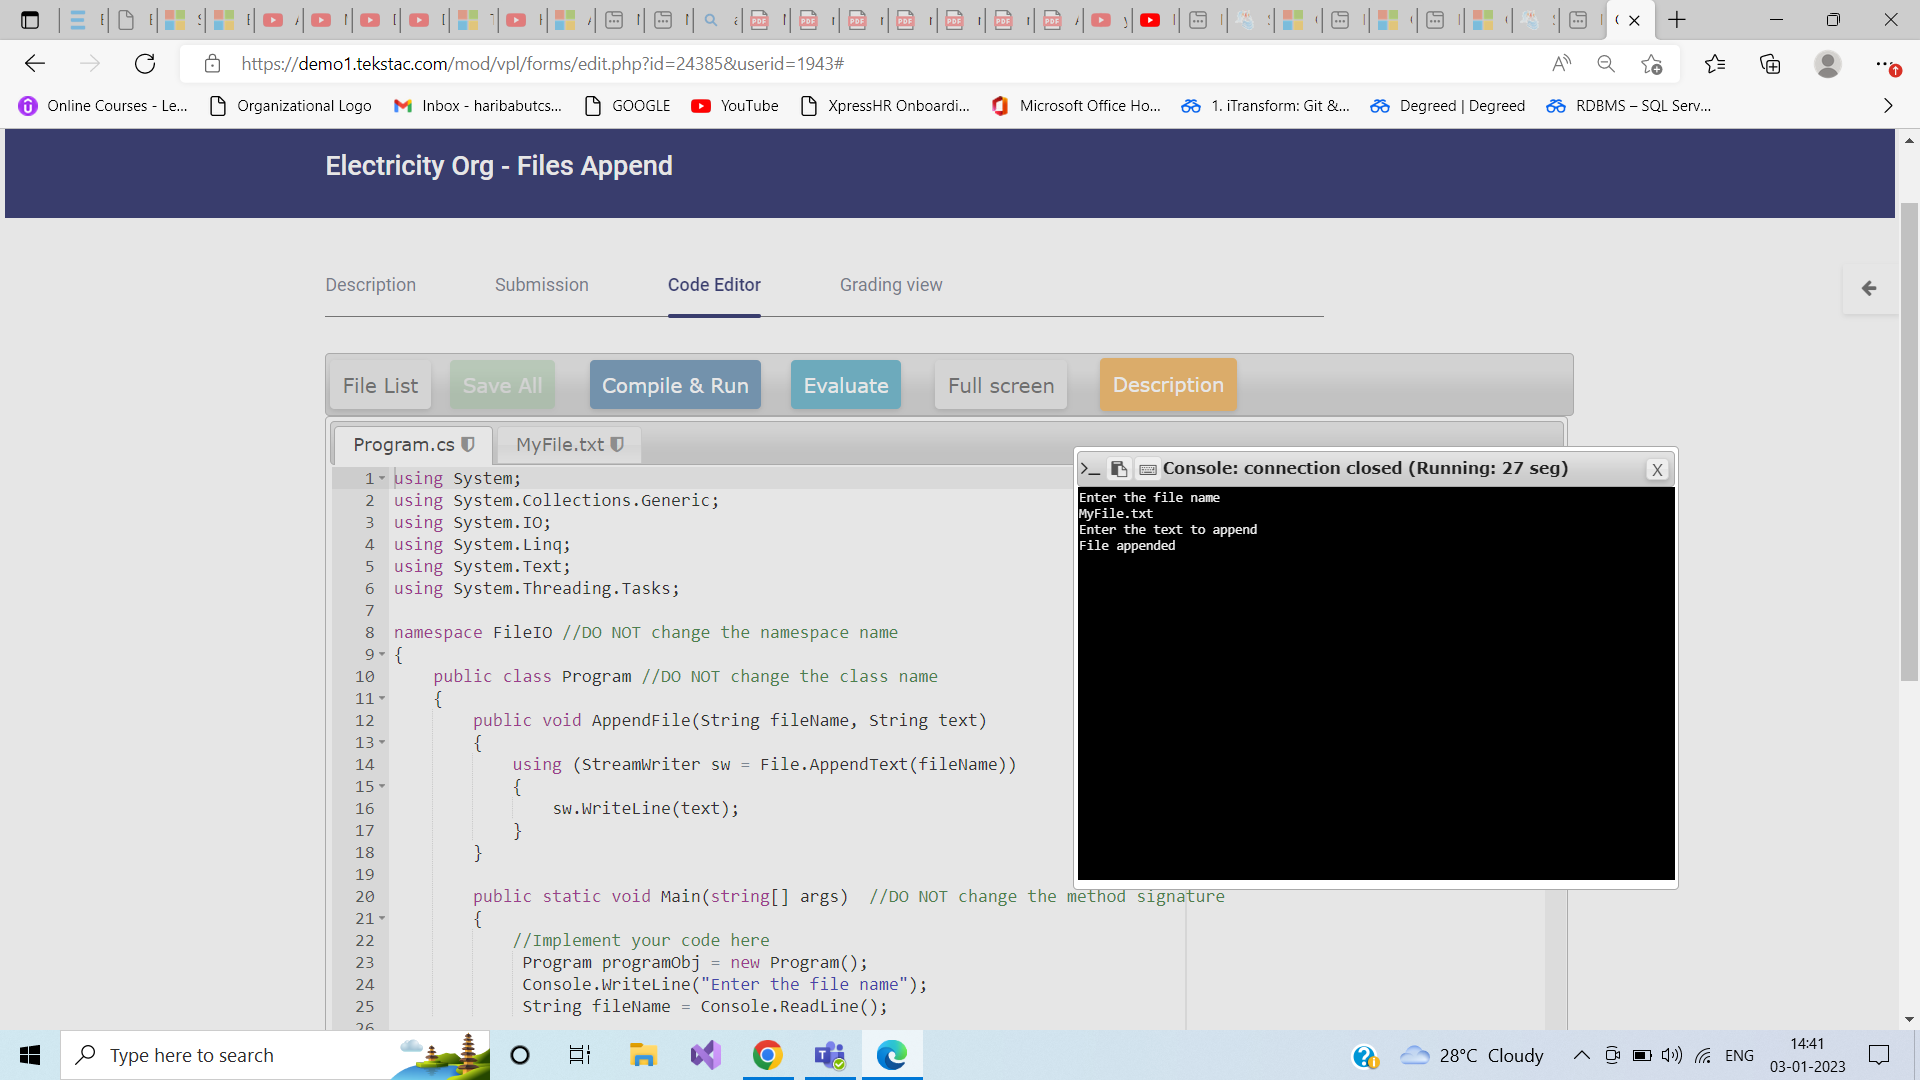 https://demo1.tekstac.com/mod/vpl/forms/edit.php?id=24385&userid=1943#
Online Courses - Le...
Organizational Logo
Inbox - haribabutcs...
GOOGLE
YouTube
XpressHR Onboardi...
Microsoft Office Ho...
1. iTransform: Git &...
Degreed | Degreed
RDBMS – SQL Serv...
Electricity Org - Files Append
Description
Submission
Code Editor
Grading view
File List
Save All
Compile & Run
Evaluate
Full screen
Description
Program.cs
MyFile.txt
1 using System;
2 using System.Collections.Generic;
3 using System.IO;
4 using System.Linq;
5 using System.Text;
6 using System.Threading.Tasks;
7
8 namespace FileIO //DO NOT change the namespace name
9 {
10 public class Program //DO NOT change the class name
11 {
12 public void AppendFile(String fileName, String text)
13 {
14 using (StreamWriter sw = File.AppendText(fileName))
15 {
16 sw.WriteLine(text);
17 }
18 }
19
20 public static void Main(string[] args) //DO NOT change the method signature
21 {
22 //Implement your code here
23 Program programObj = new Program();
24 Console.WriteLine("Enter the file name");
25 String fileName = Console.ReadLine();
26
>_ Console: connection closed (Running: 27 seg) X
Enter the file name
MyFile.txt
Enter the text to append
File appended
Type here to search
28°C Cloudy
ENG
14:41
03-01-2023